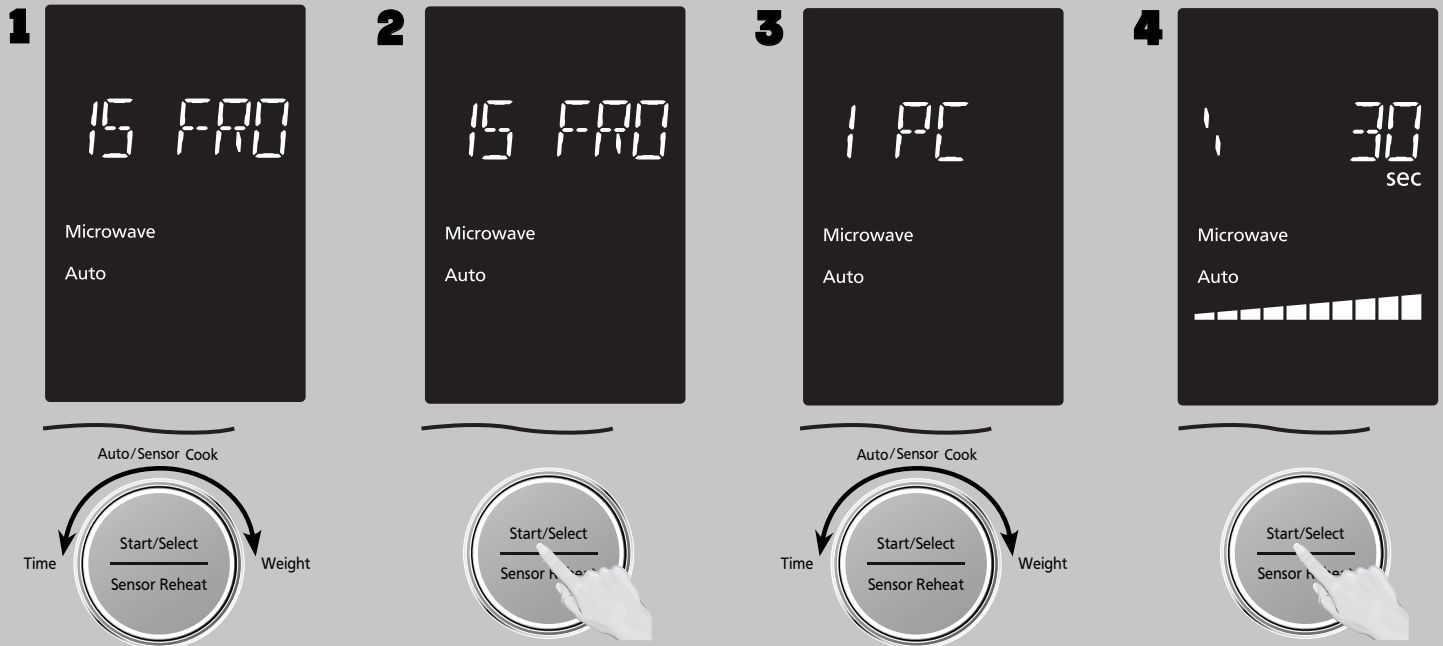 1
15 FRO
Microwave
Auto
Auto/Sensor Cook
Time
Weight
Start/Select
Sensor Reheat
2
15 FRO
Microwave
Auto
Start/Select
Sensor Reheat
3
1 PC
Microwave
Auto
Auto/Sensor Cook
Time
Weight
Start/Select
Sensor Reheat
4
30
sec
Microwave
Auto
Start/Select
Sensor Reheat